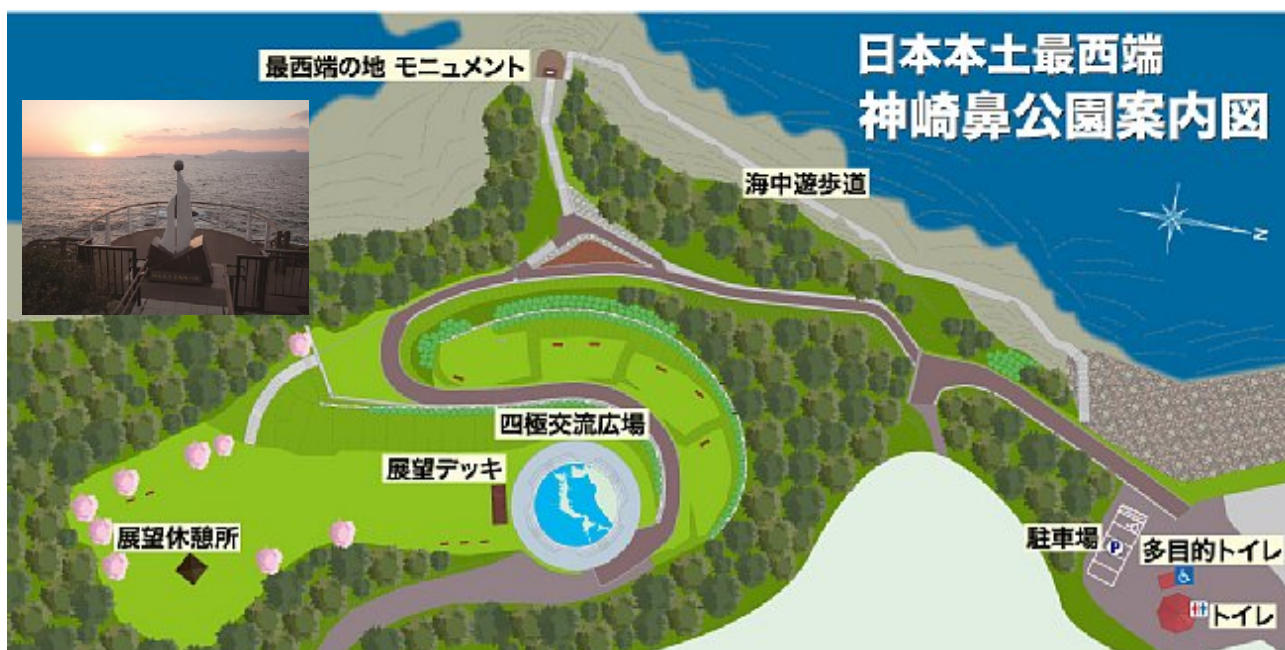 日本本土最西端
神崎鼻公園案内図
最西端の地 モニュメント
海中遊歩道
N
四極交流広場
展望デッキ
展望休憩所
駐車場
P
多目的トイレ
トイレ